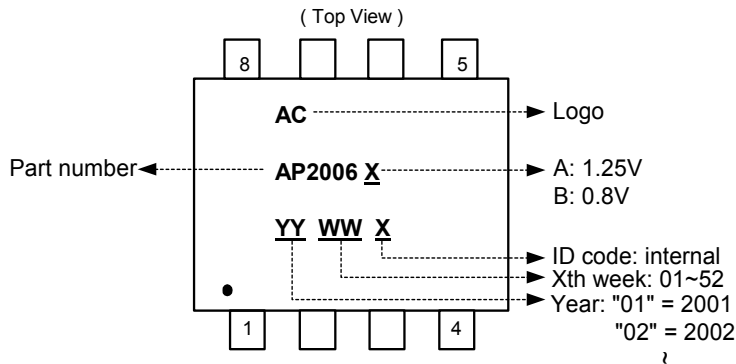 ( Top View )
8 5
AC Logo
Part number AP2006 X A: 1.25V
B: 0.8V
YY WW X
ID code: internal
Xth week: 01~52
Year: "01" = 2001
"02" = 2002
~
1 4